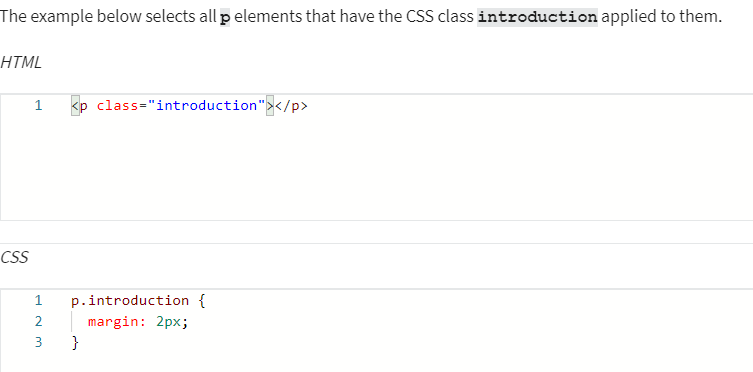 The example below selects all p elements that have the CSS class introduction applied to them.
HTML
1 <p class="introduction"></p>
CSS
1 p.introduction {
2 margin: 2px;
3 }